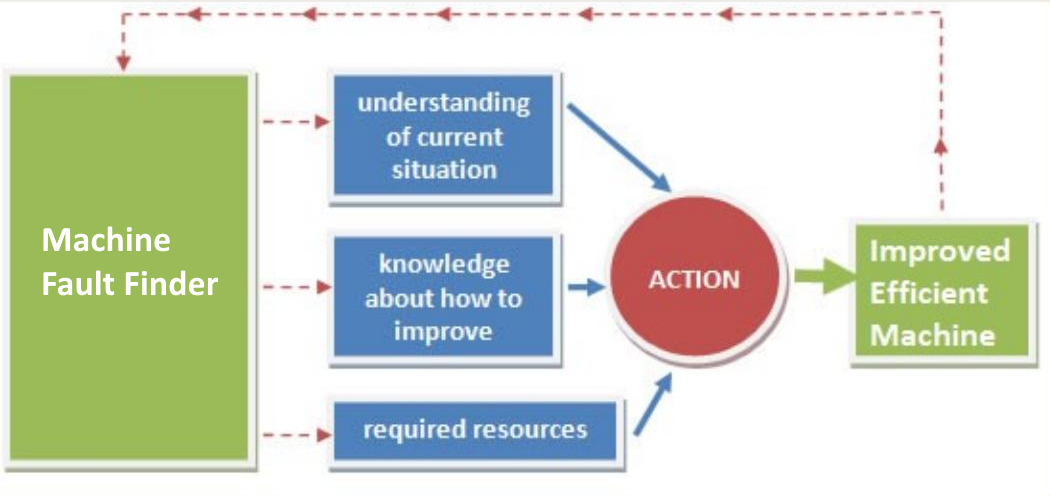 Machine
Fault Finder
understanding
of current
situation
knowledge
about how to
improve
required resources
ACTION
Improved
Efficient
Machine